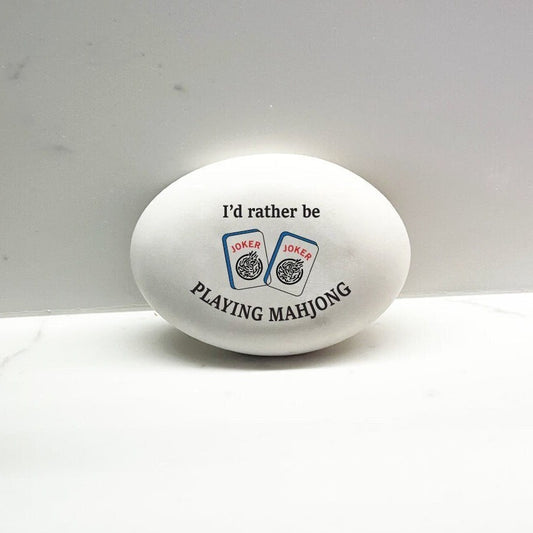 I'd rather be
JOKER
JOKER
PLAYING MAHJONG